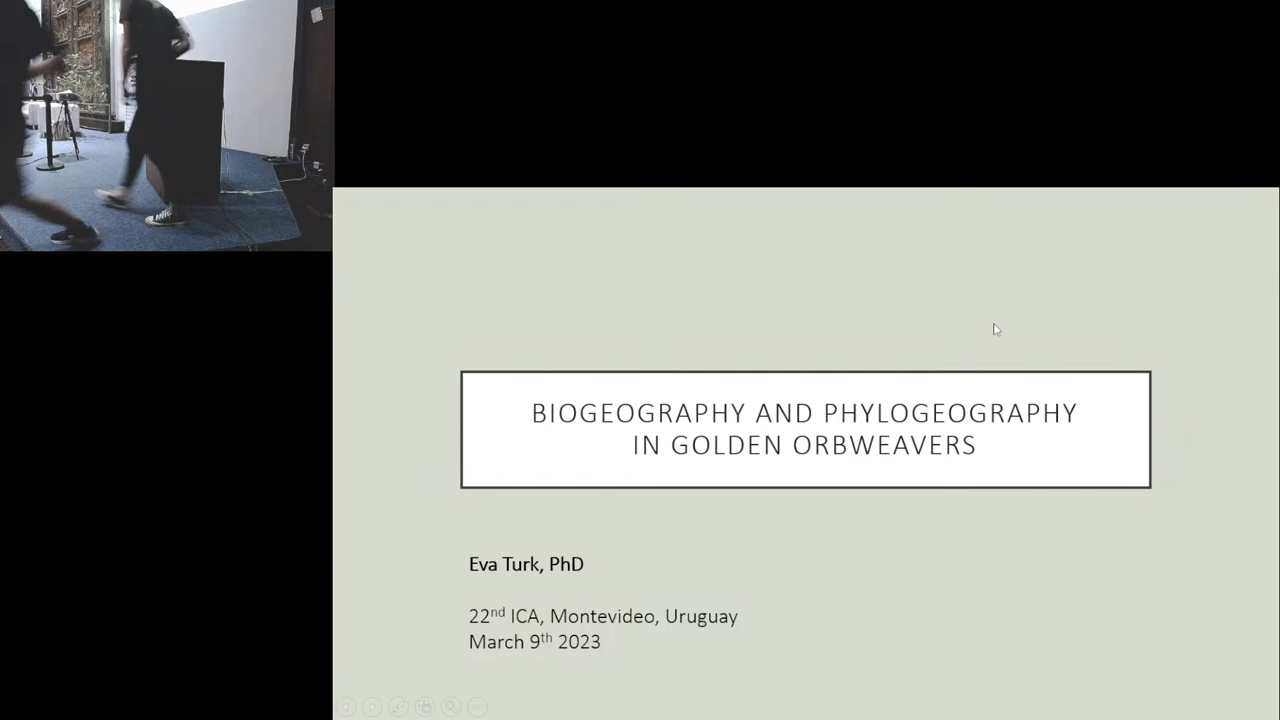 BIOGEOGRAPHY AND PHYLOGEOGRAPHY
IN GOLDEN ORBWEAVERS
Eva Turk, PhD
22nd ICA, Montevideo, Uruguay
March 9th 2023